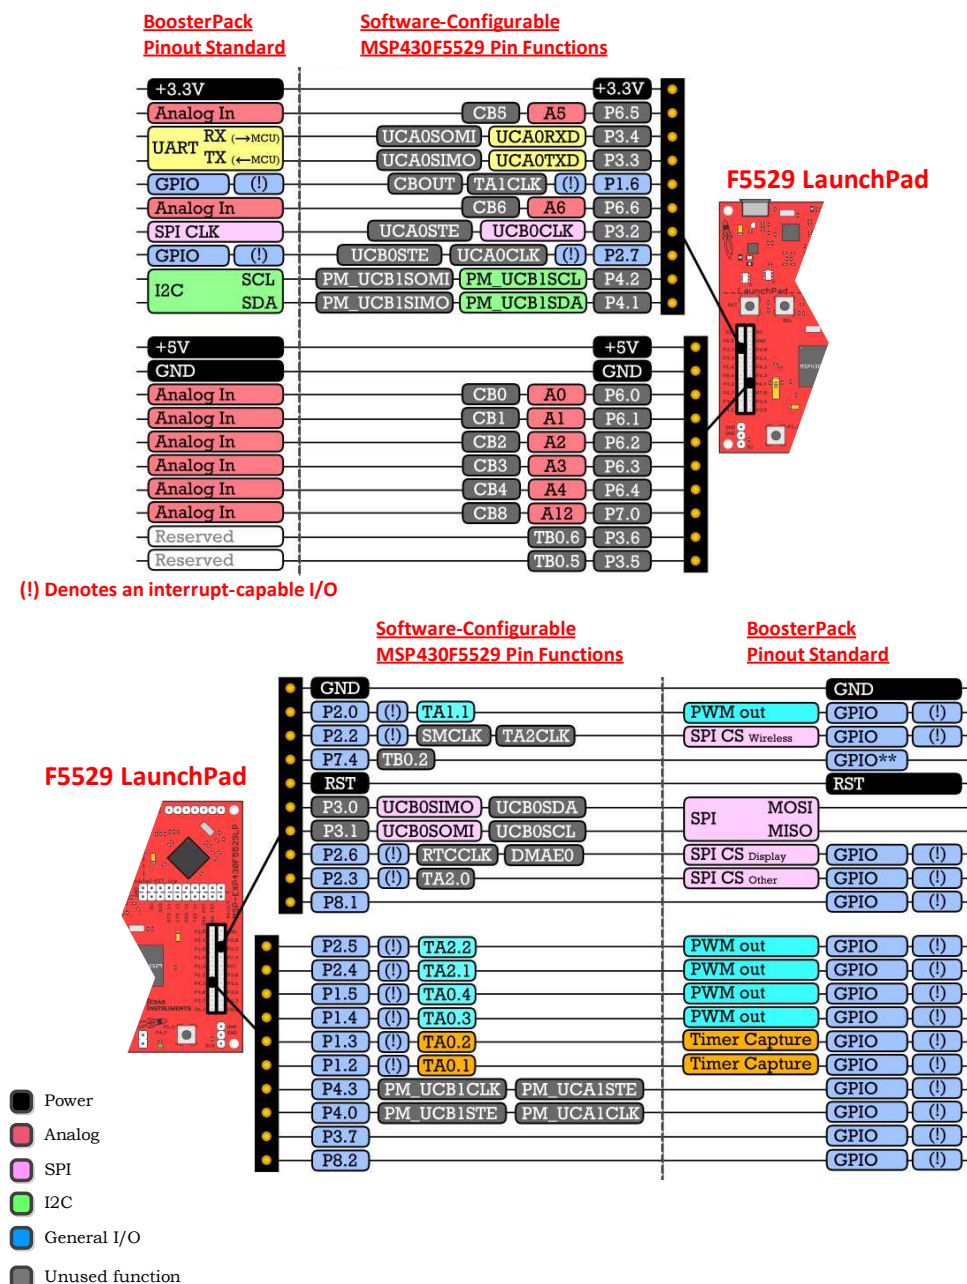 BoosterPack Software-Configurable
Pinout Standard MSP430F5529 Pin Functions
+3.3V +3.3V
Analog In CB5 A5 P6.5
UART RX (→MCU) UCA0SOMI UCA0RXD P3.4
TX (←MCU) UCA0SIMO UCA0TXD P3.3
GPIO (!) CBOUT TA1CLK (!) P1.6
Analog In CB6 A6 P6.6
SPI CLK UCA0STE UCB0CLK P3.2
GPIO (!) UCB0STE UCA0CLK (!) P2.7
I2C SCL PM_UCB1SOMI PM_UCB1SCL P4.2
SDA PM_UCB1SIMO PM_UCB1SDA P4.1
F5529 LaunchPad
LaunchPad
+5V +5V
GND GND
Analog In CB0 A0 P6.0
Analog In CB1 A1 P6.1
Analog In CB2 A2 P6.2
Analog In CB3 A3 P6.3
Analog In CB4 A4 P6.4
Analog In CB8 A12 P7.0
Reserved TB0.6 P3.6
Reserved TB0.5 P3.5
(!) Denotes an interrupt-capable I/O
Software-Configurable BoosterPack
MSP430F5529 Pin Functions Pinout Standard
GND GND
P2.0 (!) TA1.1 PWM out GPIO (!)
P2.2 (!) SMCLK TA2CLK SPI CS Wireless GPIO (!)
P7.4 TB0.2 GPIO**
RST RST
P3.0 UCB0SIMO UCB0SDA SPI MOSI
P3.1 UCB0SOMI UCB0SCL MISO
P2.6 (!) RTCCLK DMAE0 SPI CS Display GPIO (!)
P2.3 (!) TA2.0 SPI CS Other GPIO (!)
P8.1 GPIO (!)
F5529 LaunchPad
MSP-EXP430F5529LP
P2.5 (!) TA2.2 PWM out GPIO (!)
P2.4 (!) TA2.1 PWM out GPIO (!)
P1.5 (!) TA0.4 PWM out GPIO (!)
P1.4 (!) TA0.3 PWM out GPIO (!)
P1.3 (!) TA0.2 Timer Capture GPIO (!)
P1.2 (!) TA0.1 Timer Capture GPIO (!)
P4.3 PM_UCB1CLK PM_UCA1STE GPIO (!)
P4.0 PM_UCB1STE PM_UCA1CLK GPIO (!)
P3.7 GPIO (!)
P8.2 GPIO (!)
Power
Analog
SPI
I2C
General I/O
Unused function